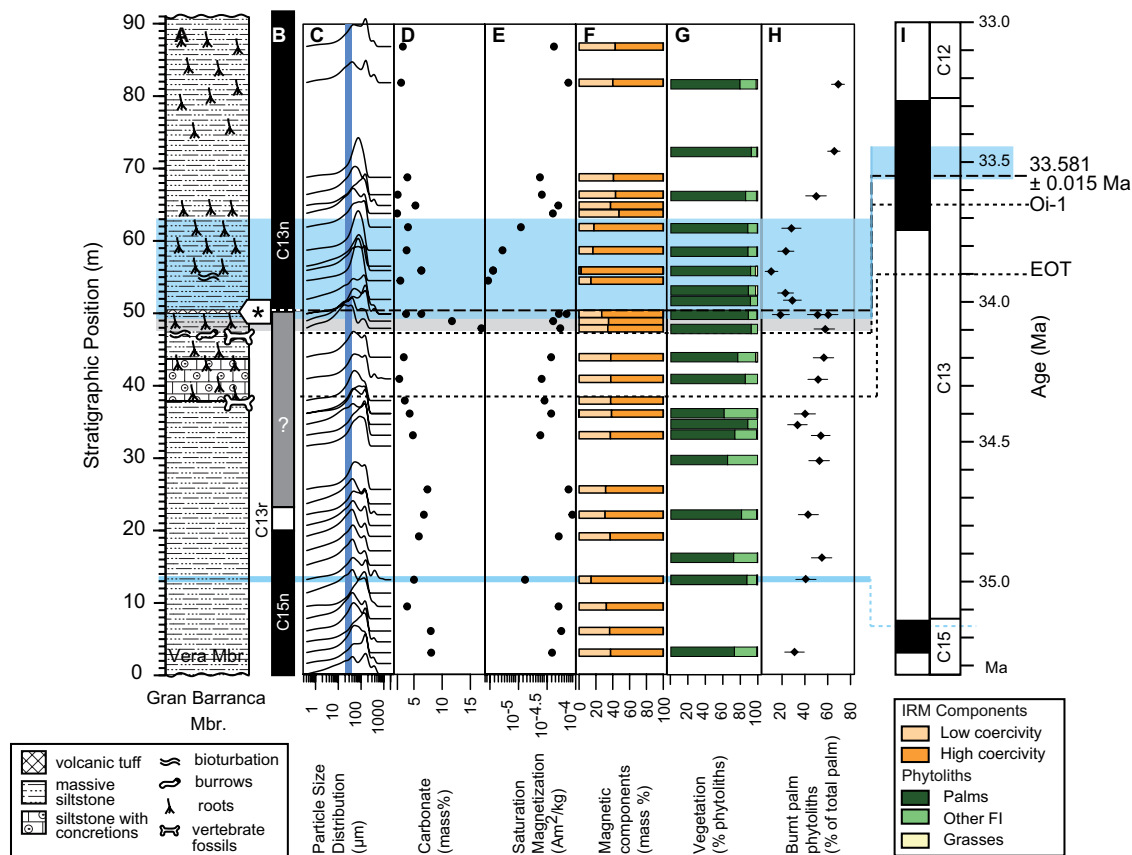 A B C D E F G H I
90
80
70
60
50
40
30
20
10
0
Stratigraphic Position (m)
*
Vera Mbr.
Gran Barranca
Mbr.
C13n
?
C13r
C15n
1 10 100 1000
Particle Size
Distribution
(µm)
5 10 15
Carbonate
(mass%)
10^-5 10^-4.5 10^-4
Saturation
Magnetization
(Am²/kg)
0 20 40 60 80 100
Magnetic
components
(mass %)
20 40 60 80 100
Vegetation
(% phytoliths)
20 40 60 80
Burnt palm
phytoliths
(% of total palm)
C12
C13
C15
33.0
33.5
34.0
34.5
35.0
Ma
Age (Ma)
33.581
± 0.015 Ma
Oi-1
EOT
volcanic tuff
massive
siltstone
siltstone with
concretions
bioturbation
burrows
roots
vertebrate
fossils
IRM Components
Low coercivity
High coercivity
Phytoliths
Palms
Other FI
Grasses